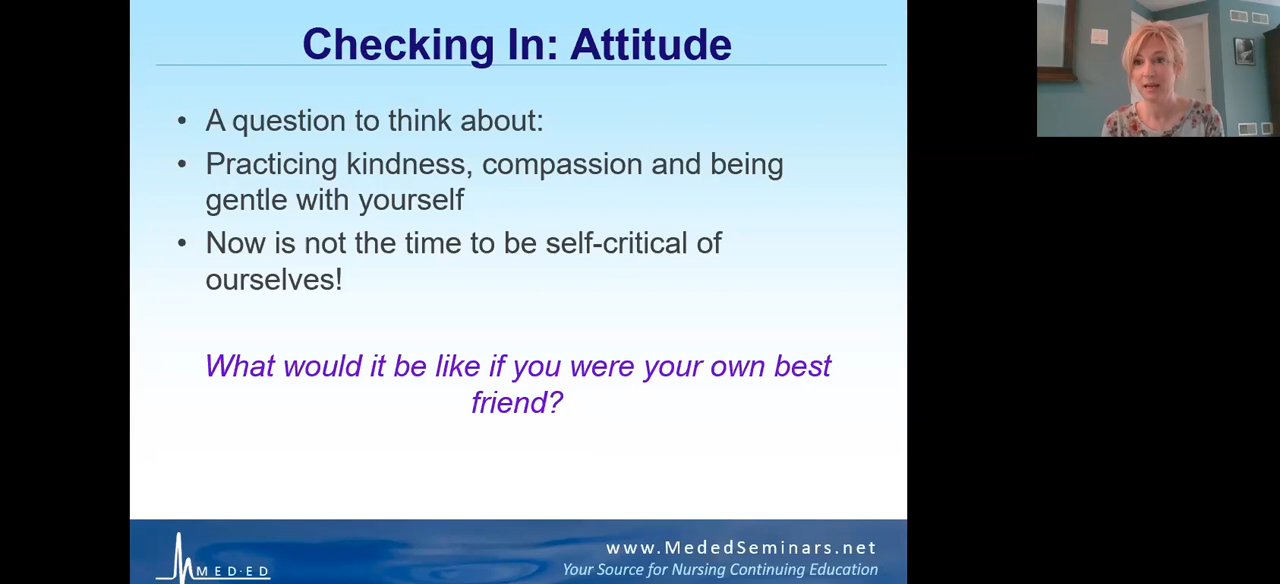 Checking In: Attitude
• A question to think about:
• Practicing kindness, compassion and being
gentle with yourself
• Now is not the time to be self-critical of
ourselves!
What would it be like if you were your own best
friend?
MED·ED
www.MededSeminars.net
Your Source for Nursing Continuing Education